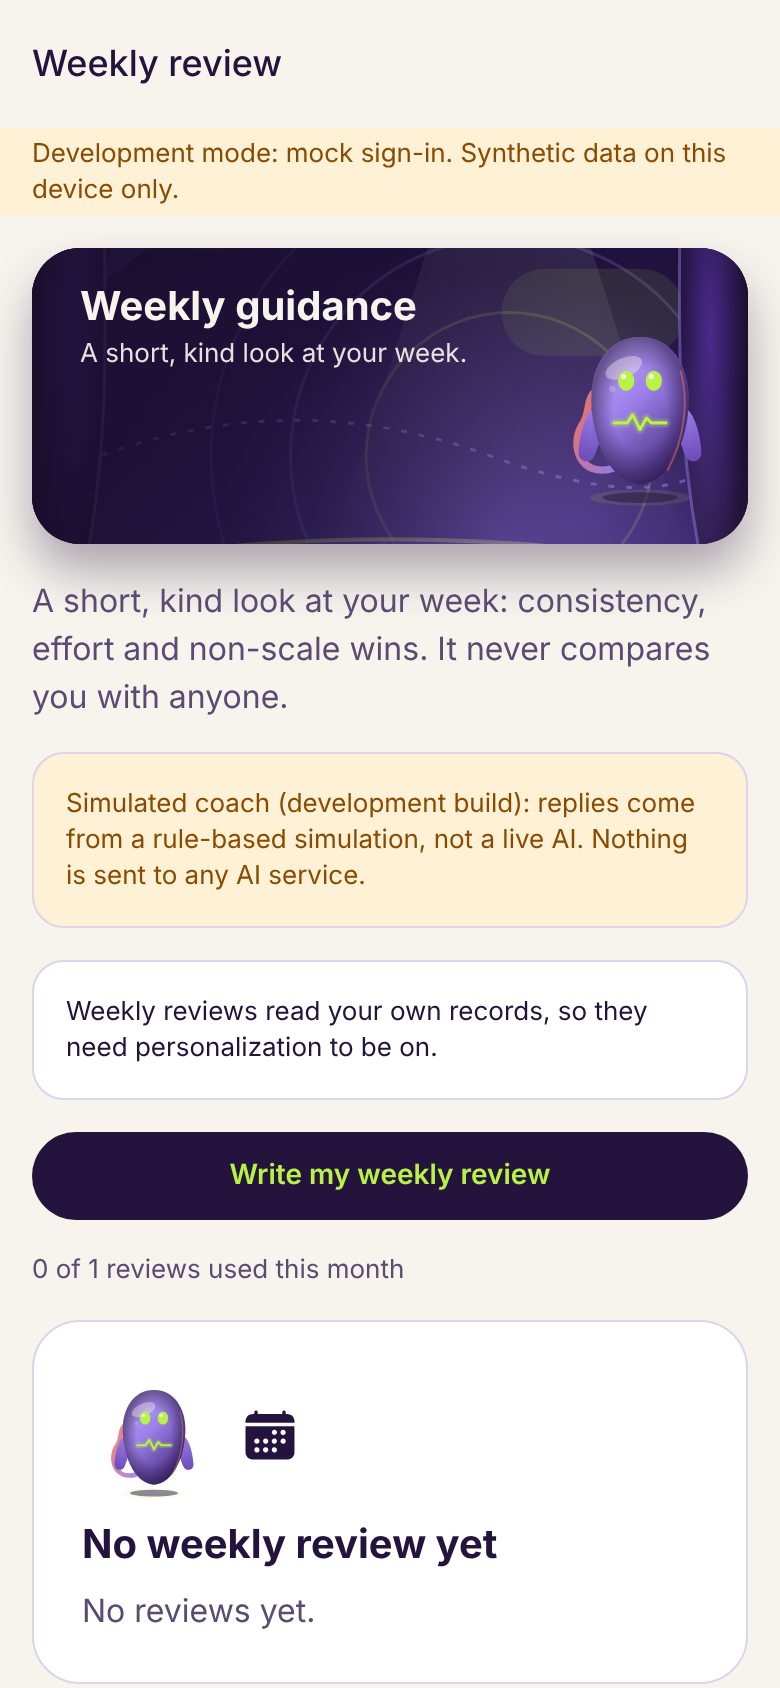 Weekly review
Development mode: mock sign-in. Synthetic data on this
device only.
Weekly guidance
A short, kind look at your week.
A short, kind look at your week: consistency,
effort and non-scale wins. It never compares
you with anyone.
Simulated coach (development build): replies come
from a rule-based simulation, not a live AI. Nothing
is sent to any AI service.
Weekly reviews read your own records, so they
need personalization to be on.
Write my weekly review
0 of 1 reviews used this month
No weekly review yet
No reviews yet.